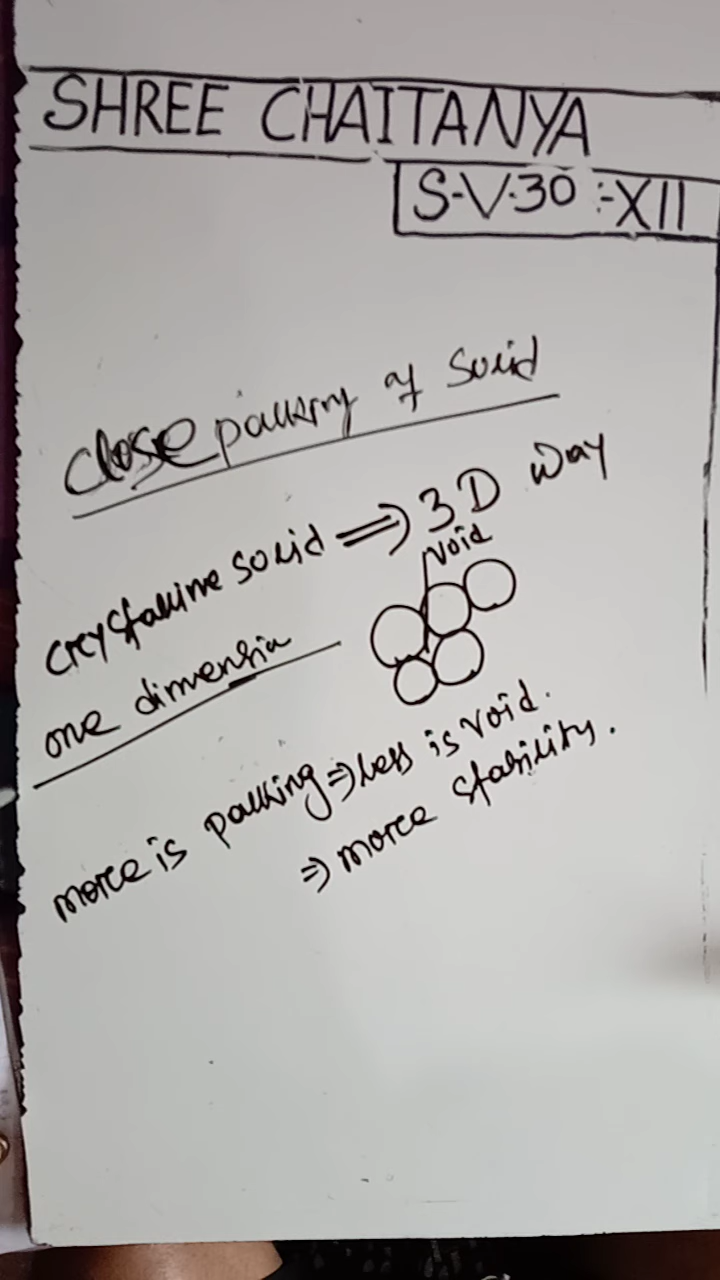 SHREE CHAITANYA
S-V-30 :-XII
Close packing of Solid
Crystalline solid => 3D way
Void
one dimension
more is packing => less is void.
=> more stability.